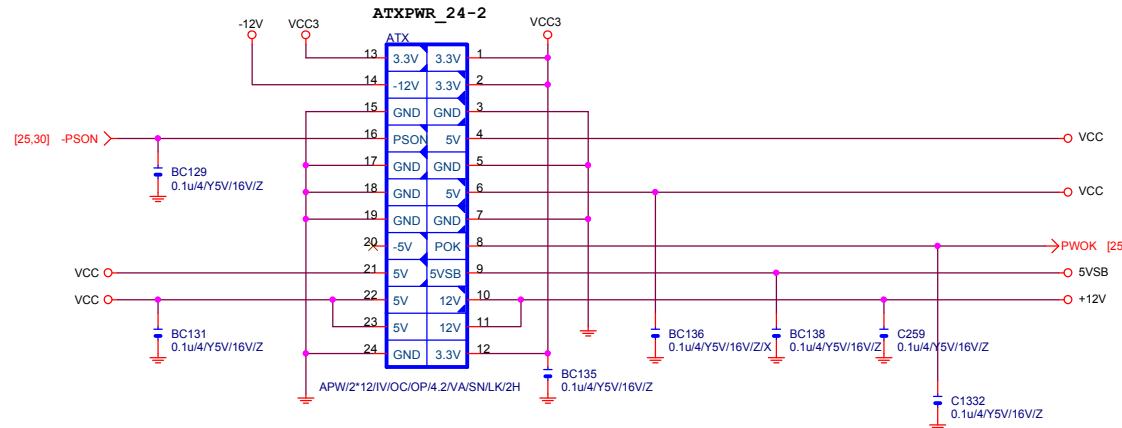 ATXPWR_24-2
-12V VCC3 VCC3
ATX
13 3.3V 3.3V 1
14 -12V 3.3V 2
15 GND GND 3
[25,30] -PSON 16 PSON 5V 4 VCC
17 GND GND 5
BC129
0.1u/4/Y5V/16V/Z
18 GND 5V 6 VCC
19 GND GND 7
20 -5V POK 8 PWOK [25
VCC 21 5V 5VSB 9 5VSB
VCC 22 5V 12V 10 +12V
23 5V 12V 11
BC131
0.1u/4/Y5V/16V/Z
BC136
0.1u/4/Y5V/16V/Z/X
BC138
0.1u/4/Y5V/16V/Z
C259
0.1u/4/Y5V/16V/Z
24 GND 3.3V 12
BC135
0.1u/4/Y5V/16V/Z
APW/2*12/IV/OC/OP/4.2/VA/SN/LK/2H
C1332
0.1u/4/Y5V/16V/Z